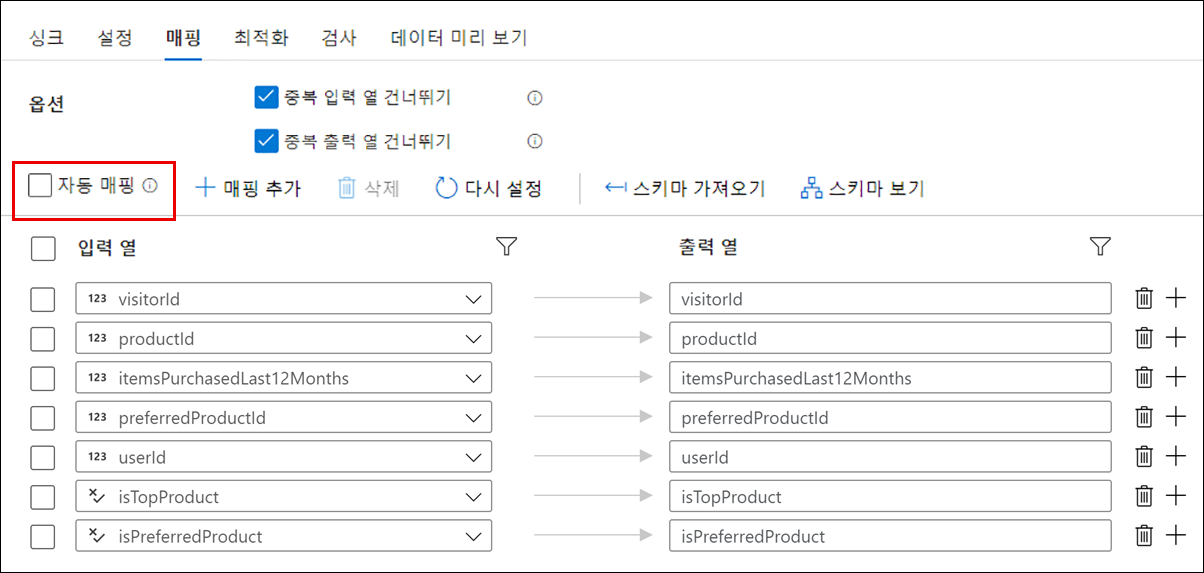 싱크 설정 매핑 최적화 검사 데이터 미리 보기
옵션 중복 입력 열 건너뛰기
중복 출력 열 건너뛰기
자동 매핑 매핑 추가 삭제 다시 설정 스키마 가져오기 스키마 보기
입력 열 출력 열
123 visitorId visitorId
123 productId productId
123 itemsPurchasedLast12Months itemsPurchasedLast12Months
123 preferredProductId preferredProductId
123 userId userId
isTopProduct isTopProduct
isPreferredProduct isPreferredProduct